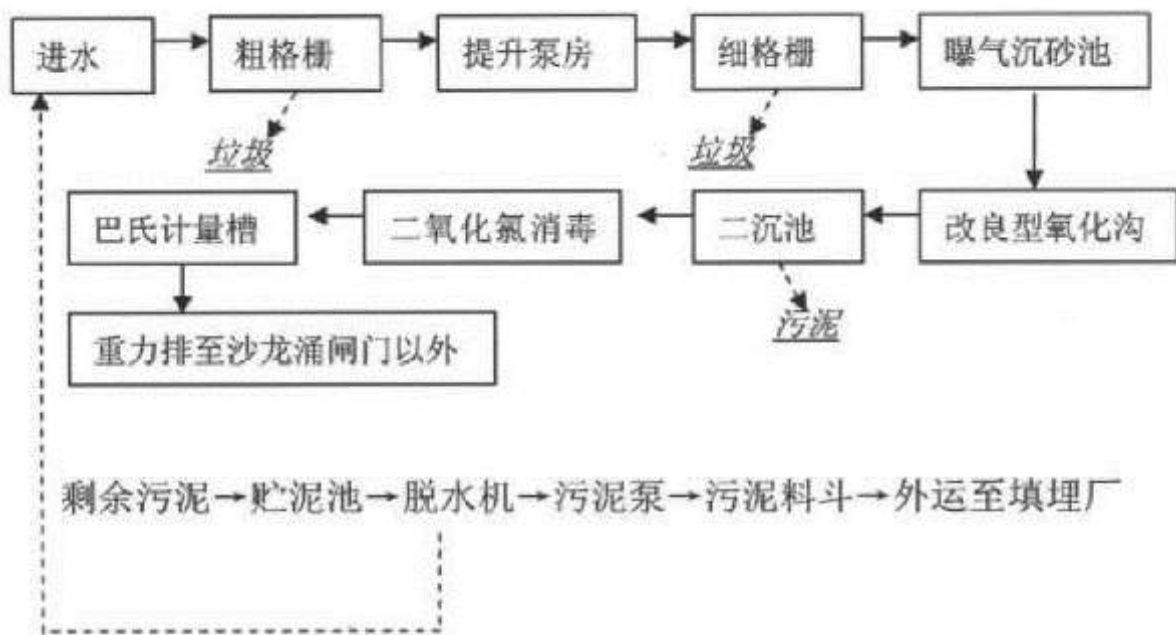 进水
粗格栅
提升泵房
细格栅
曝气沉砂池
垃圾
垃圾
巴氏计量槽
二氧化氯消毒
二沉池
改良型氧化沟
污泥
重力排至沙龙涌闸门以外
剩余污泥→贮泥池→脱水机→污泥泵→污泥料斗→外运至填埋厂